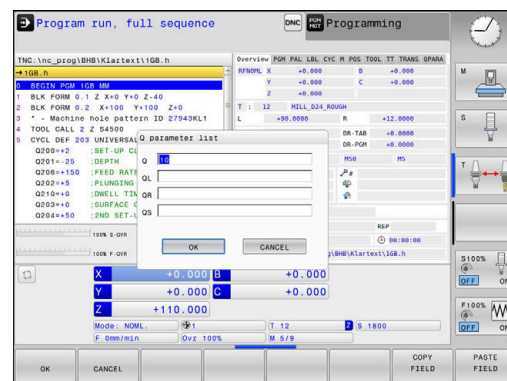 Program run, full sequence
DNC PGM MGT Programming
TNC:\nc_prog\BHB\Klartext\1GB.h
→1GB.h
0 BEGIN PGM 1GB MM
1 BLK FORM 0.1 Z X+0 Y+0 Z-40
2 BLK FORM 0.2 X+100 Y+100 Z+0
3 * - Machine hole pattern ID 27943KL1
4 TOOL CALL 2 Z S4500
5 CYCL DEF 203 UNIVERSAL
Q200=+2 ;SET-UP CL
Q201=-25 ;DEPTH
Q206=+150 ;FEED RATE
Q202=+5 ;PLUNGING
Q210=+0 ;DWELL TIM
Q203=+0 ;SURFACE C
Q204=+50 ;2ND SET-U
Overview PGM PAL LBL CYC M POS TOOL TT TRANS QPARA
RFNOML X +0.000 B +0.000
Y +0.000 C +0.000
Z +0.000
T : 12 MILL_D24_ROUGH
L +90.0000 R +12.0000
DR-TAB +0.0000
DR-PGM +0.0000
M50 M5
REP
00:00:00
g\BHB\Klartext\1GB.h
Q parameter list
Q 10
QL
QR
QS
OK CANCEL
100% S-OVR
100% F-OVR
X +0.000 B +0.000
Y +0.000 C +0.000
Z +110.000
Mode: NOML. 1 T 12 Z S 1800
F 0mm/min Ovr 100% M 5/9
M
S
T
S100%
OFF ON
F100%
OFF ON
OK CANCEL COPY FIELD PASTE FIELD